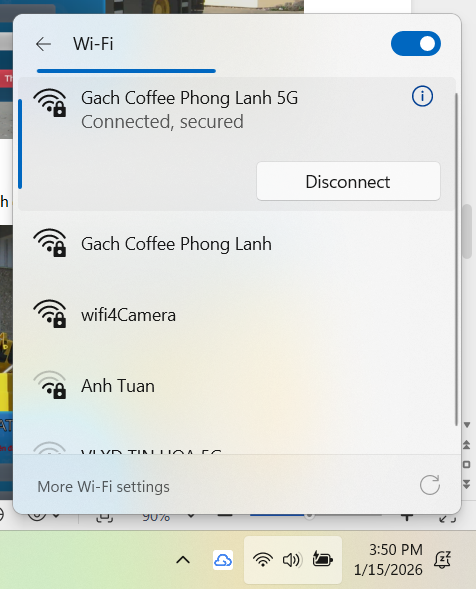 Wi-Fi
Gach Coffee Phong Lanh 5G
Connected, secured
Disconnect
Gach Coffee Phong Lanh
wifi4Camera
Anh Tuan
More Wi-Fi settings
90%
3:50 PM
1/15/2026